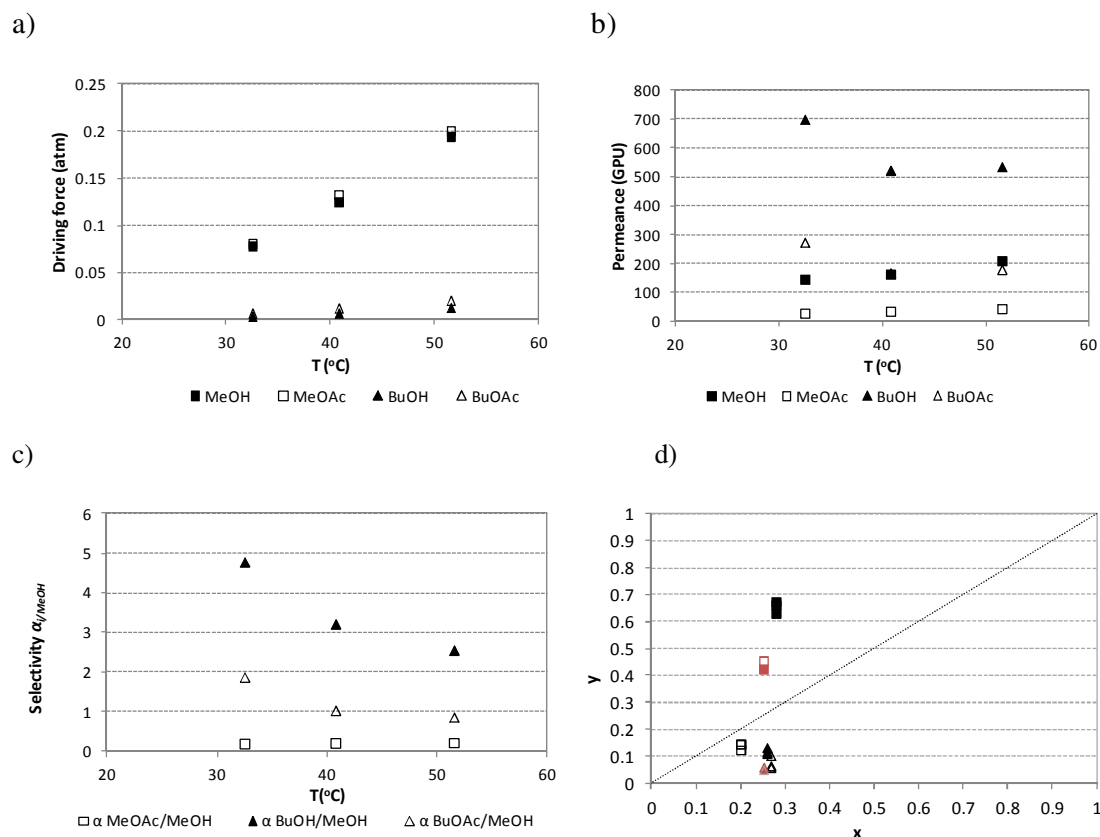 a)
b)
0.25
0.2
0.15
0.1
0.05
0
Driving force (atm)
20 30 40 50 60
T (°C)
MeOH MeOAc BuOH BuOAc
800
700
600
500
400
300
200
100
0
Permeance (GPU)
20 30 40 50 60
T (°C)
MeOH MeOAc BuOH BuOAc
c)
d)
6
5
4
3
2
1
0
Selectivity α i/MeOH
20 30 40 50 60
T(°C)
α MeOAc/MeOH α BuOH/MeOH α BuOAc/MeOH
1
0.9
0.8
0.7
0.6
0.5
0.4
0.3
0.2
0.1
0
y
0 0.1 0.2 0.3 0.4 0.5 0.6 0.7 0.8 0.9 1
x